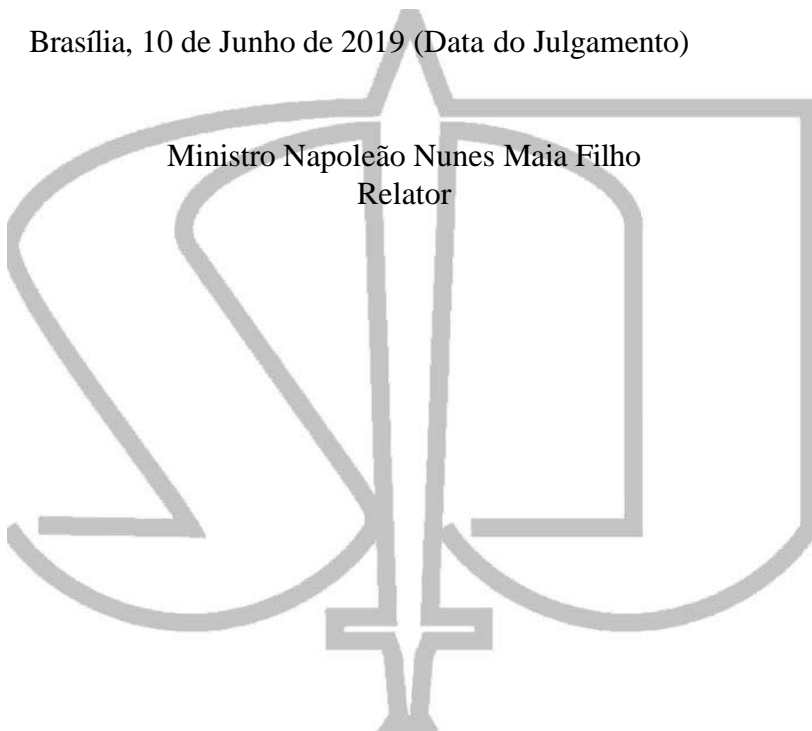 Brasília, 10 de Junho de 2019 (Data do Julgamento)
Ministro Napoleão Nunes Maia Filho
Relator